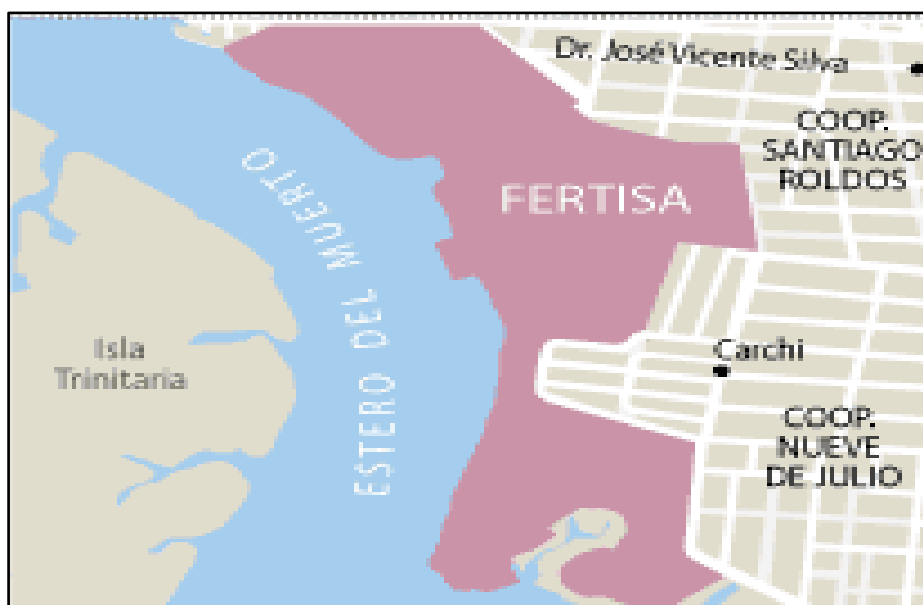 Dr. José Vicente Silva
COOP.
SANTIAGO
ROLDOS
FERTISA
ESTERO DEL MUERTO
Isla
Trinitaria
Carchi
COOP.
NUEVE
DE JULIO